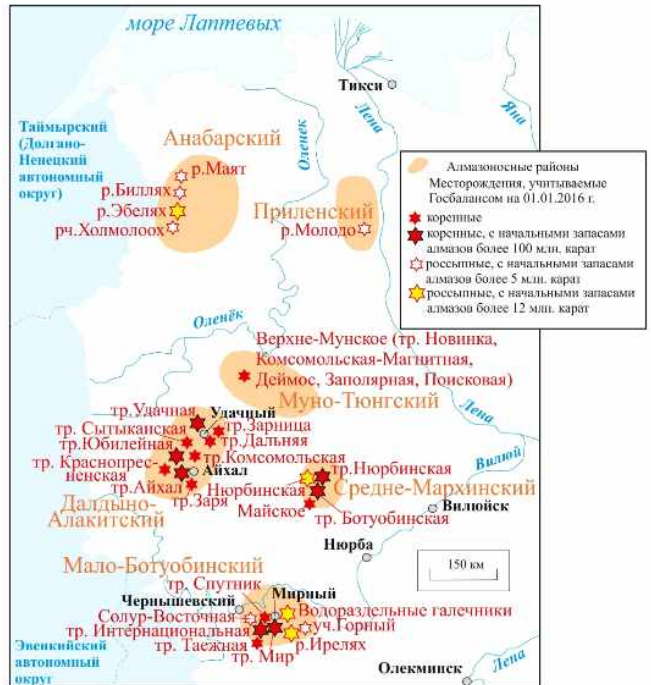 море Лаптевых
Тикси
Лена
Яна
Оленек
Таймырский
(Долгано-
Ненецкий
автономный
округ)
Анабарский
р.Маят
р.Биллях
р.Эбелях
рч.Холмолоох
Приленский
р.Молодо
Алмазоносные районы
Месторождения, учитываемые
Госбалансом на 01.01.2016 г.
коренные
коренные, с начальными запасами
алмазов более 100 млн. карат
россыпные, с начальными запасами
алмазов более 5 млн. карат
россыпные, с начальными запасами
алмазов более 12 млн. карат
Оленёк
Верхне-Мунское (тр. Новинка,
Комсомольская-Магнитная,
Деймос, Заполярная, Поисковая)
Муно-Тюнгский
Лена
тр.Удачная
Удачный
тр. Сытыканская
тр.Зарница
тр.Юбилейная
тр.Дальняя
тр. Краснопрес-
ненская
тр.Комсомольская
Айхал
тр.Айхал
тр.Заря
Далдыно-
Алакитский
Вилюй
тр.Нюрбинская
Нюрбинская
Средне-Мархинский
Майское
тр. Ботуобинская
Вилюйск
Нюрба
150 км
Мало-Ботуобинский
тр. Спутник
Мирный
Чернышевский
Водораздельные галечники
Солур-Восточная
уч.Горный
тр. Интернациональная
р.Ирелях
тр. Таежная
тр. Мир
Эвенкийский
автономный
округ
Олекминск
Лена